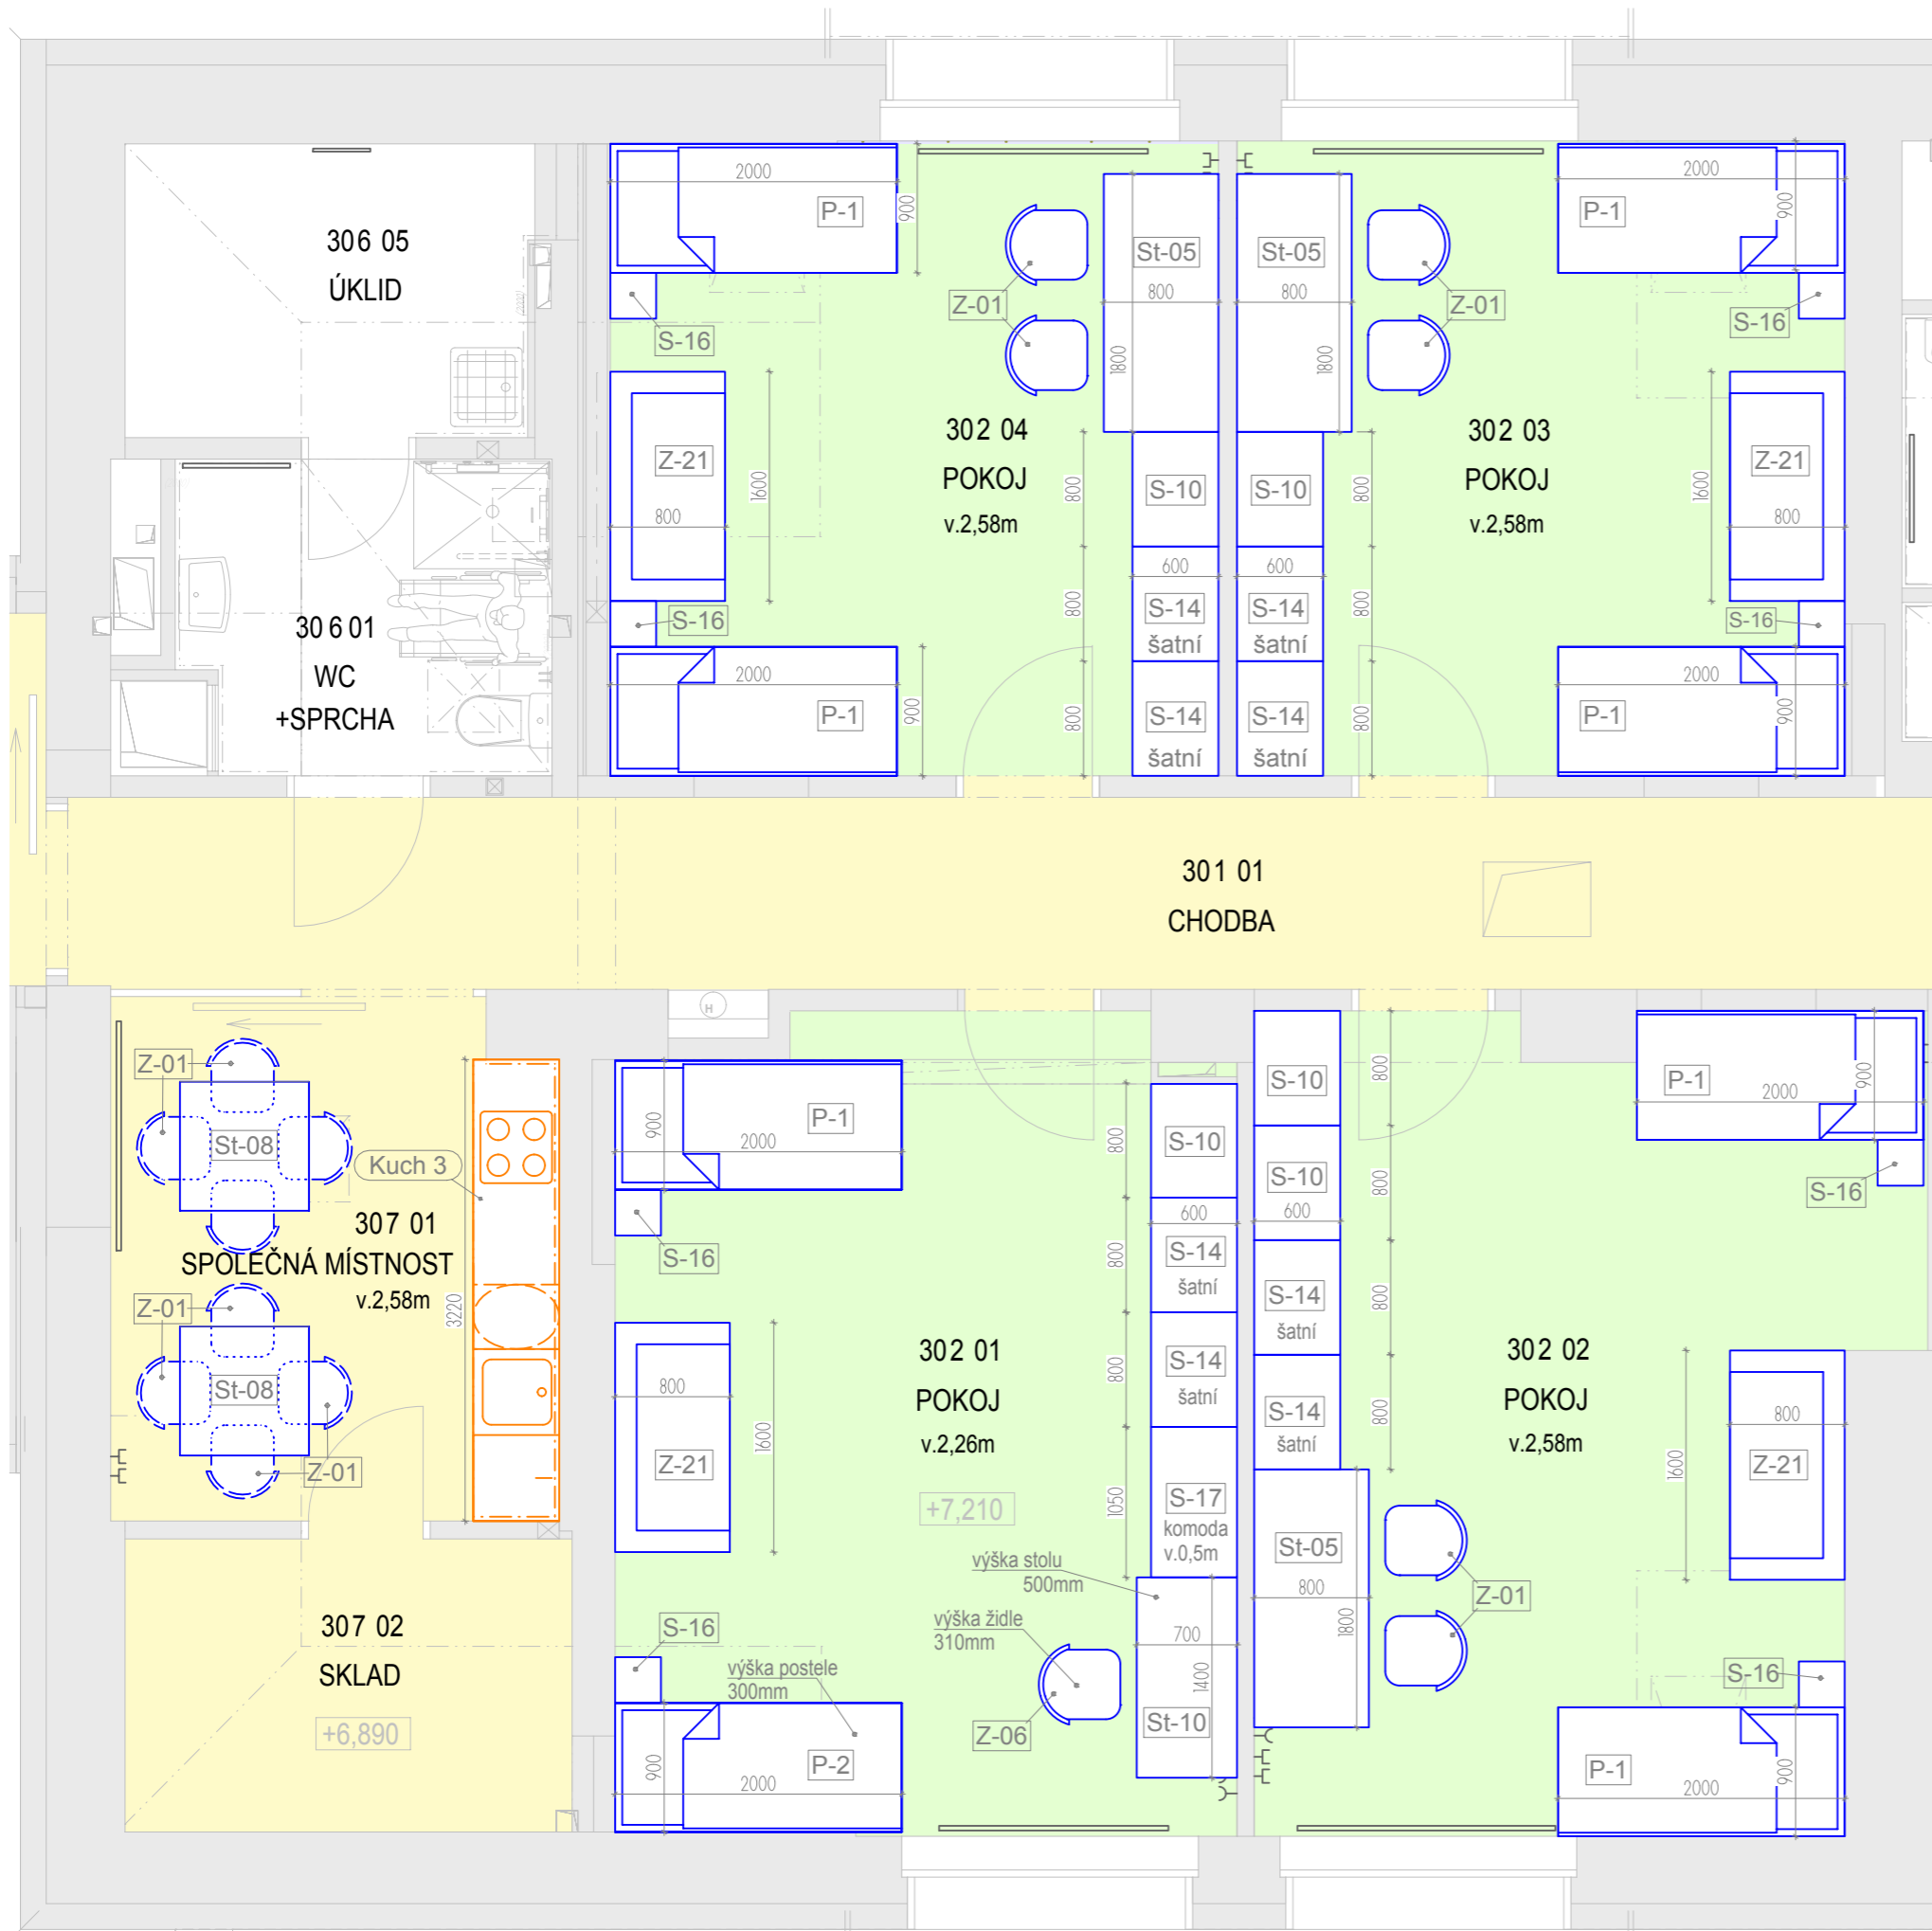 306 05
ÚKLID
30 6 01
WC
+SPRCHA
2000
P-1
900
S-16
Z-01
St-05
800
1800
302 04
POKOJ
v.2,58m
Z-21
800
1600
S-10
800
600
S-14
šatní
800
S-16
2000
P-1
900
S-14
šatní
800
St-05
800
1800
Z-01
2000
P-1
900
S-16
302 03
POKOJ
v.2,58m
Z-21
800
1600
S-10
800
600
S-14
šatní
800
S-16
S-14
šatní
800
2000
P-1
900
301 01
CHODBA
H
Z-01
St-08
Kuch 3
307 01
SPOLEČNÁ MÍSTNOST
v.2,58m
3220
Z-01
St-08
Z-01
307 02
SKLAD
+6,890
P-1
900
2000
S-16
S-10
800
600
S-14
šatní
800
302 01
POKOJ
v.2,26m
+7,210
Z-21
800
1600
S-14
šatní
800
S-17
komoda
v.0,5m
1050
výška stolu
500mm
výška židle
310mm
700
1400
St-10
Z-06
S-16
výška postele
300mm
P-2
900
2000
S-10
800
S-10
800
600
S-14
šatní
800
S-14
šatní
800
St-05
800
1800
Z-01
P-1
2000
900
S-16
302 02
POKOJ
v.2,58m
800
Z-21
1600
S-16
P-1
2000
900